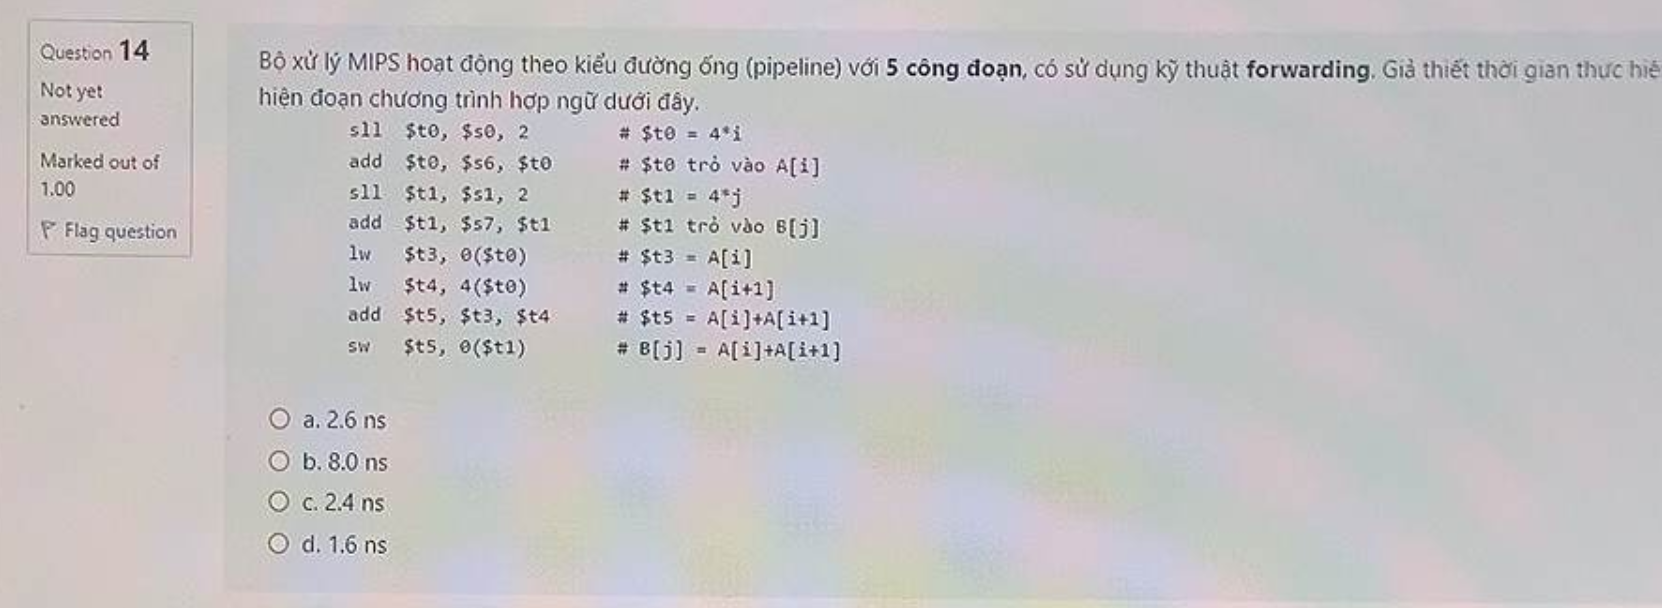 Question 14
Not yet
answered
Marked out of
1.00
Flag question
Bộ xử lý MIPS hoạt động theo kiểu đường ống (pipeline) với 5 công đoạn, có sử dụng kỹ thuật forwarding. Giả thiết thời gian thực hiê
hiện đoạn chương trình hợp ngữ dưới đây.
sll $t0, $s0, 2 # $t0 = 4*i
add $t0, $s6, $t0 # $t0 trỏ vào A[i]
sll $t1, $s1, 2 # $t1 = 4*j
add $t1, $s7, $t1 # $t1 trỏ vào B[j]
lw $t3, 0($t0) # $t3 = A[i]
lw $t4, 4($t0) # $t4 = A[i+1]
add $t5, $t3, $t4 # $t5 = A[i]+A[i+1]
sw $t5, 0($t1) # B[j] = A[i]+A[i+1]
a. 2.6 ns
b. 8.0 ns
c. 2.4 ns
d. 1.6 ns